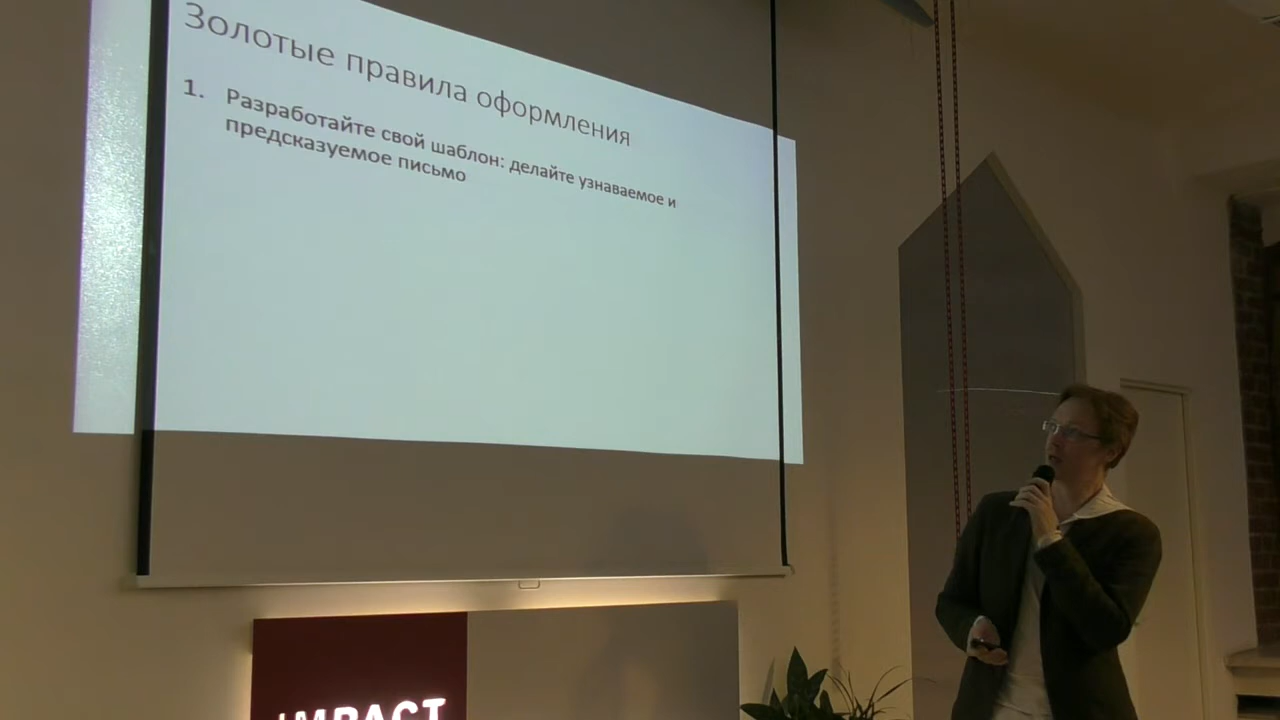 Золотые правила оформления
1. Разработайте свой шаблон: делайте узнаваемое и
предсказуемое письмо
IMPACT